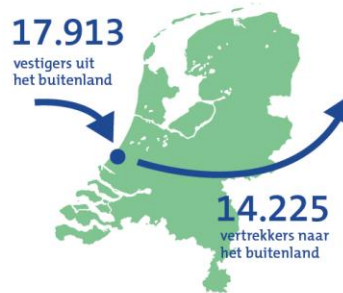 17.913
vestigers uit
het buitenland
14.225
vertrekkers naar
het buitenland